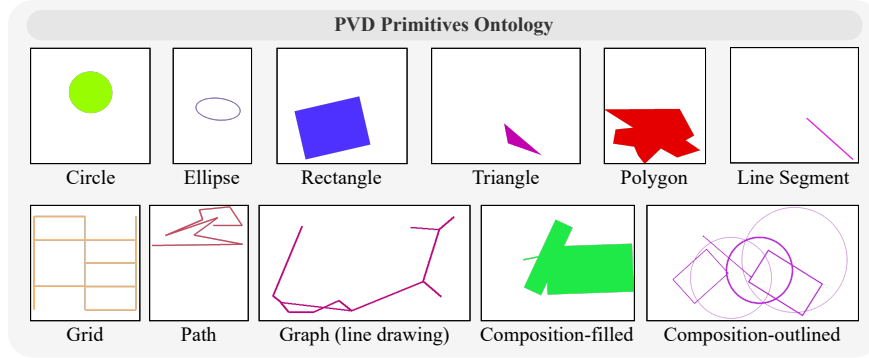 PVD Primitives Ontology
Circle Ellipse Rectangle Triangle Polygon Line Segment
Grid Path Graph (line drawing) Composition-filled Composition-outlined